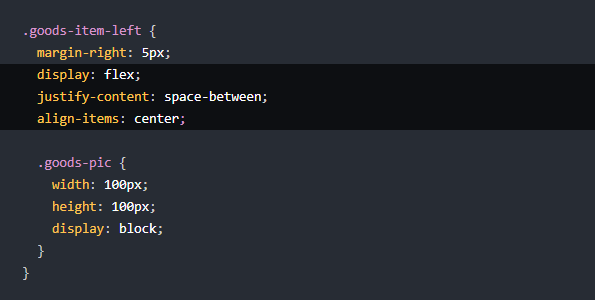 .goods-item-left {
  margin-right: 5px;
  display: flex;
  justify-content: space-between;
  align-items: center;

  .goods-pic {
    width: 100px;
    height: 100px;
    display: block;
  }
}